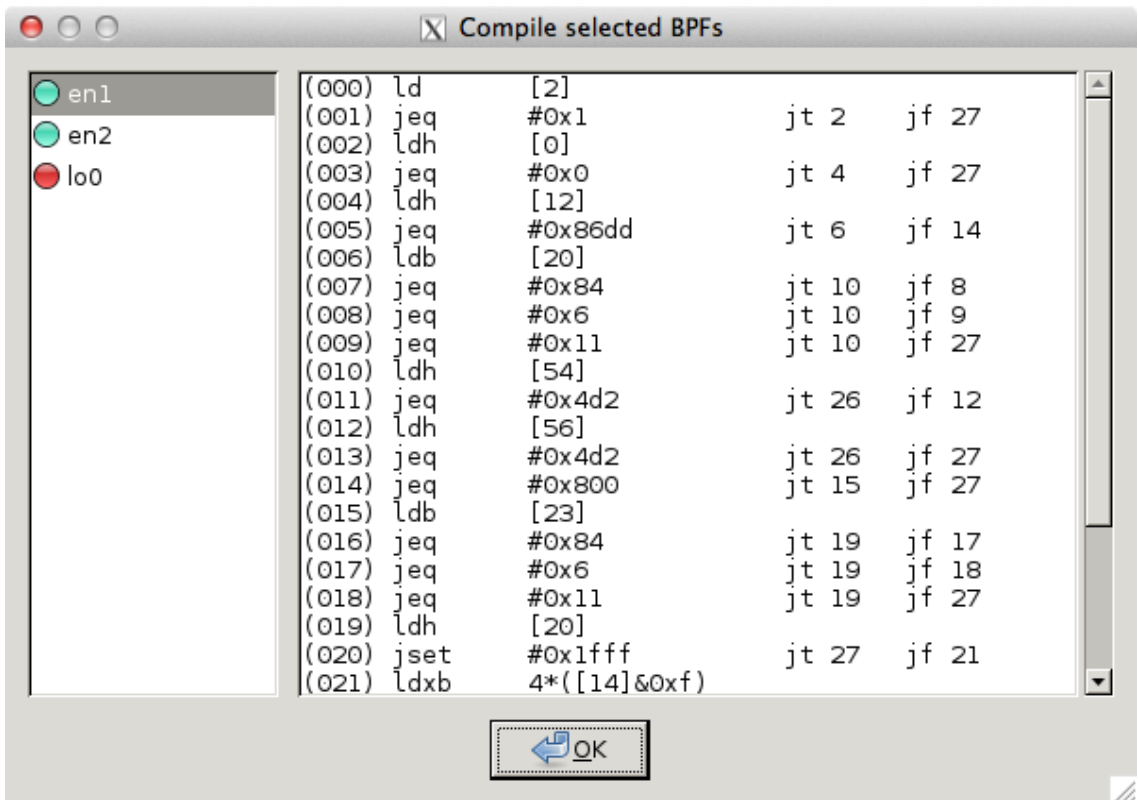 Compile selected BPFs
en1
en2
lo0
(000) ld [2]
(001) jeq #0x1 jt 2 jf 27
(002) ldh [0]
(003) jeq #0x0 jt 4 jf 27
(004) ldh [12]
(005) jeq #0x86dd jt 6 jf 14
(006) ldb [20]
(007) jeq #0x84 jt 10 jf 8
(008) jeq #0x6 jt 10 jf 9
(009) jeq #0x11 jt 10 jf 27
(010) ldh [54]
(011) jeq #0x4d2 jt 26 jf 12
(012) ldh [56]
(013) jeq #0x4d2 jt 26 jf 27
(014) jeq #0x800 jt 15 jf 27
(015) ldb [23]
(016) jeq #0x84 jt 19 jf 17
(017) jeq #0x6 jt 19 jf 18
(018) jeq #0x11 jt 19 jf 27
(019) ldh [20]
(020) jset #0x1fff jt 27 jf 21
(021) ldxb 4*([14]&0xf)
OK